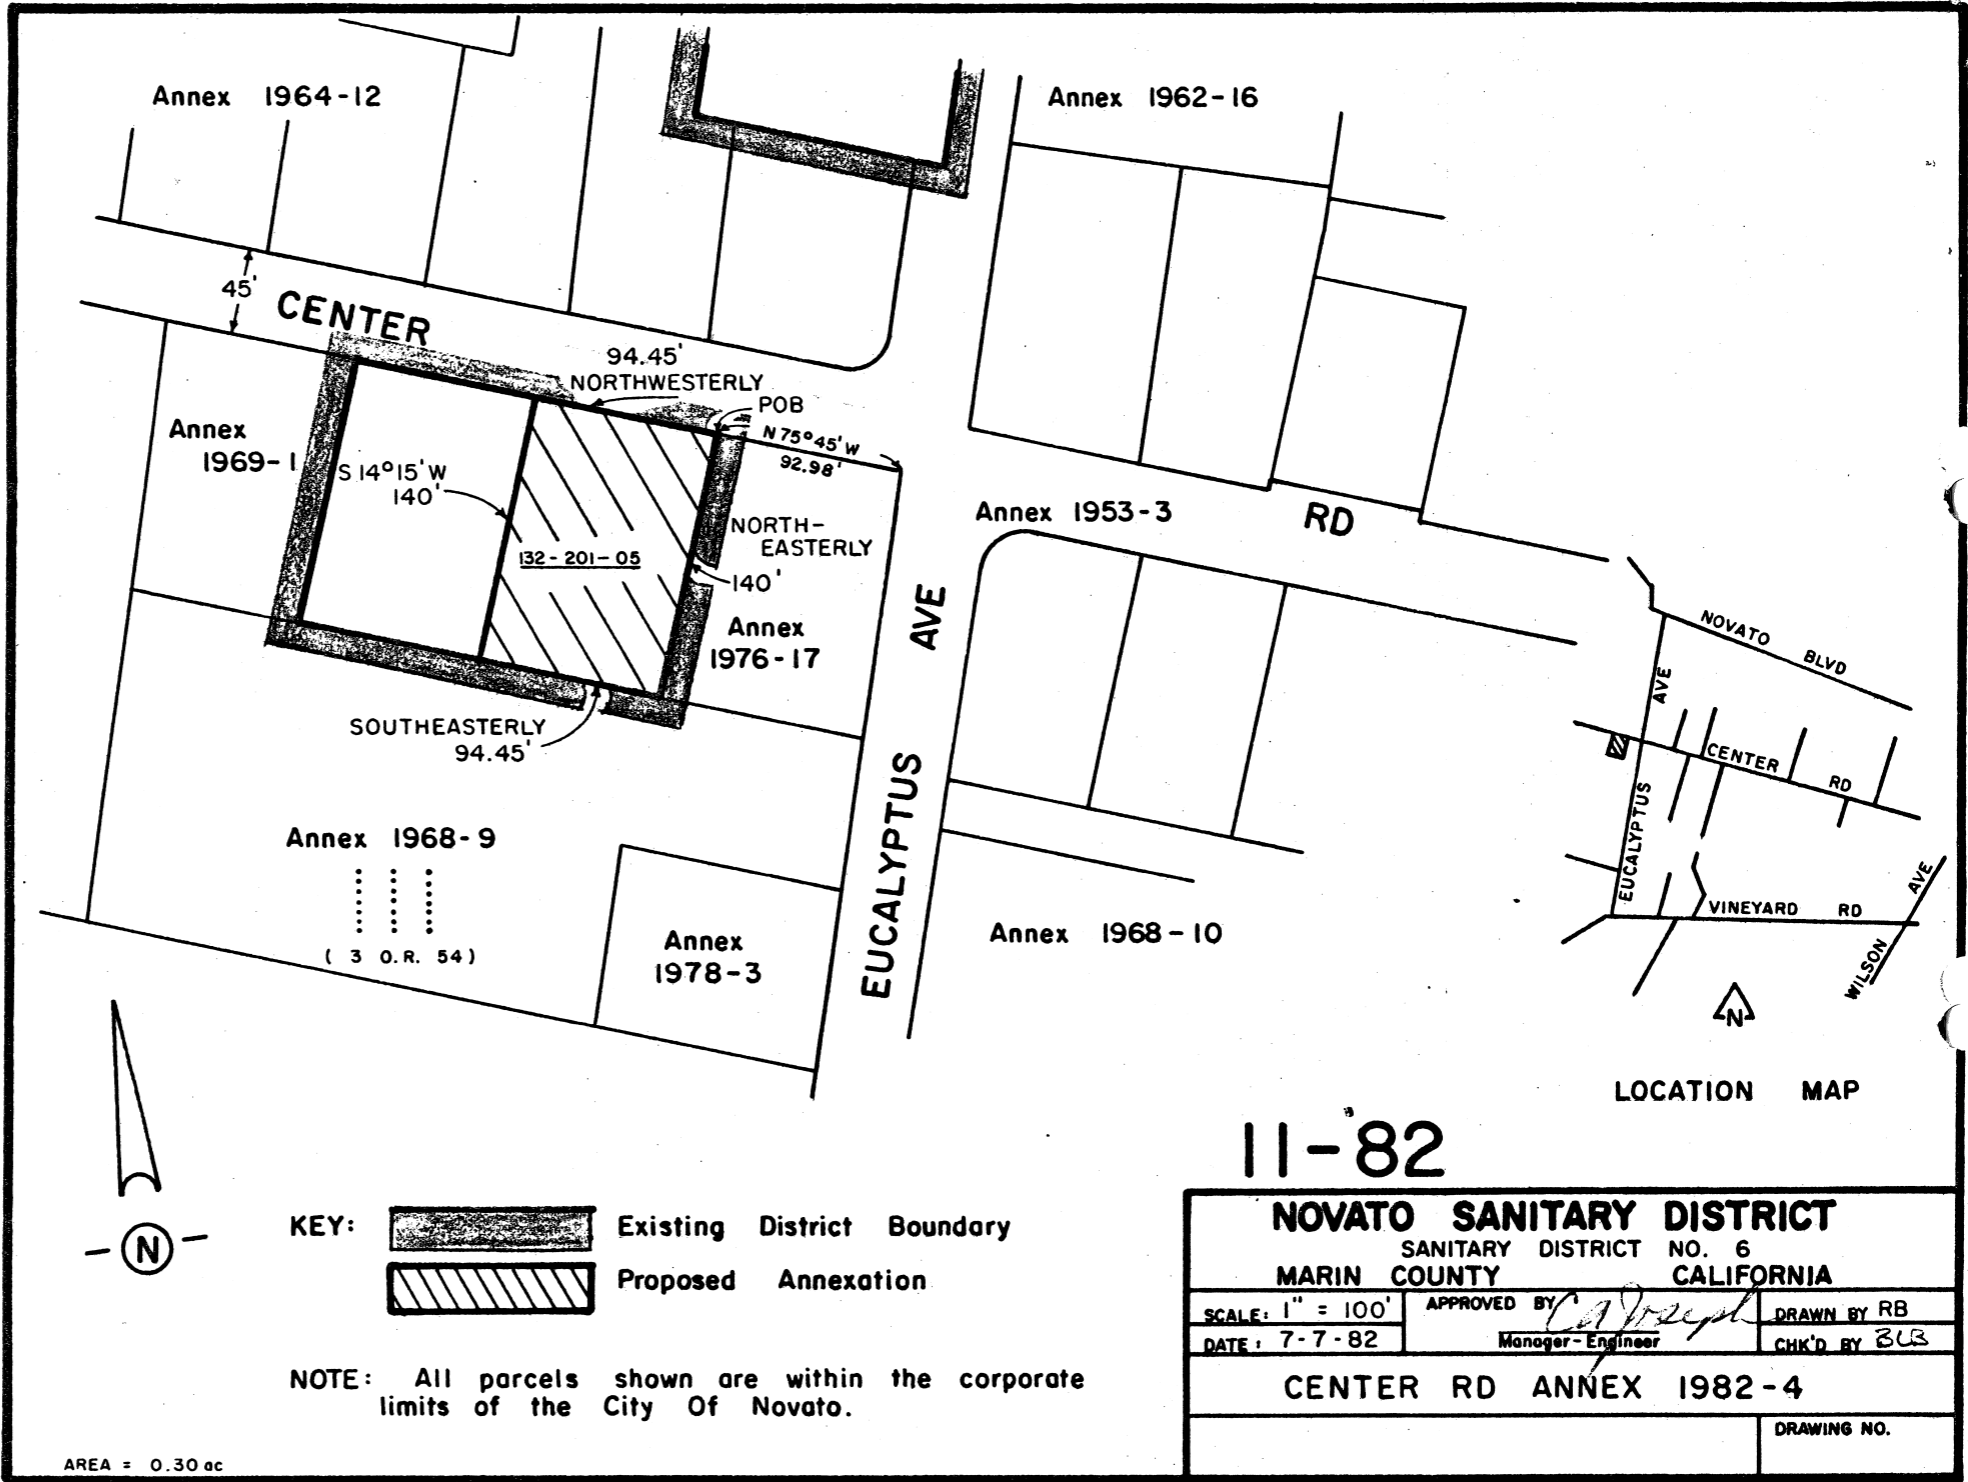 Annex 1964-12
Annex 1962-16
45'
CENTER
94.45'
NORTHWESTERLY
POB
N 75°45' W
92.98'
Annex
1969-1
S 14°15' W
140'
NORTH-
EASTERLY
140'
132-201-05
Annex 1953-3
RD
Annex
1976-17
AVE
EUCALYPTUS
SOUTHEASTERLY
94.45'
Annex 1968-9
( 3 O.R. 54 )
Annex
1978-3
Annex 1968-10
NOVATO BLVD
AVE
CENTER RD
EUCALYPTUS
VINEYARD RD
AVE
WILSON
N
LOCATION MAP
11-82
N
KEY:
Existing District Boundary
Proposed Annexation
NOTE: All parcels shown are within the corporate
limits of the City Of Novato.
AREA = 0.30 ac
NOVATO SANITARY DISTRICT
SANITARY DISTRICT NO. 6
MARIN COUNTY CALIFORNIA
SCALE: 1" = 100'
APPROVED BY CA Joseph
Manager-Engineer
DRAWN BY RB
DATE: 7-7-82
CHK'D BY BLB
CENTER RD ANNEX 1982-4
DRAWING NO.